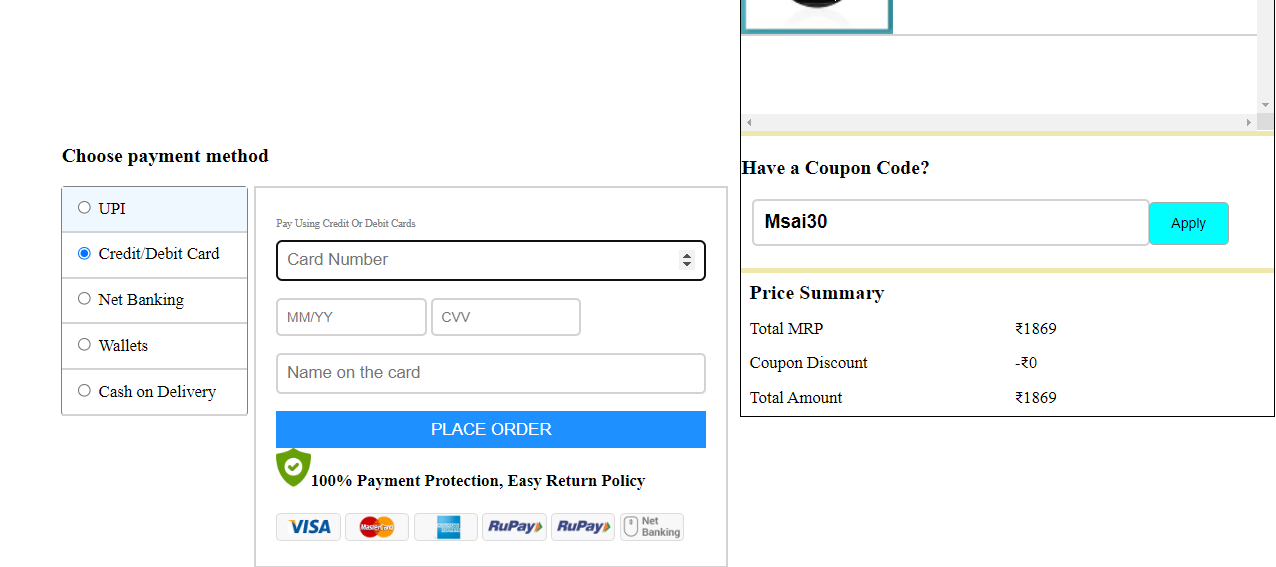 Choose payment method
UPI
Credit/Debit Card
Net Banking
Wallets
Cash on Delivery
Pay Using Credit Or Debit Cards
Card Number
MM/YY CVV
Name on the card
PLACE ORDER
100% Payment Protection, Easy Return Policy
VISA MasterCard RuPay RuPay Net Banking
Have a Coupon Code?
Msai30 Apply
Price Summary
Total MRP ₹1869
Coupon Discount -₹0
Total Amount ₹1869